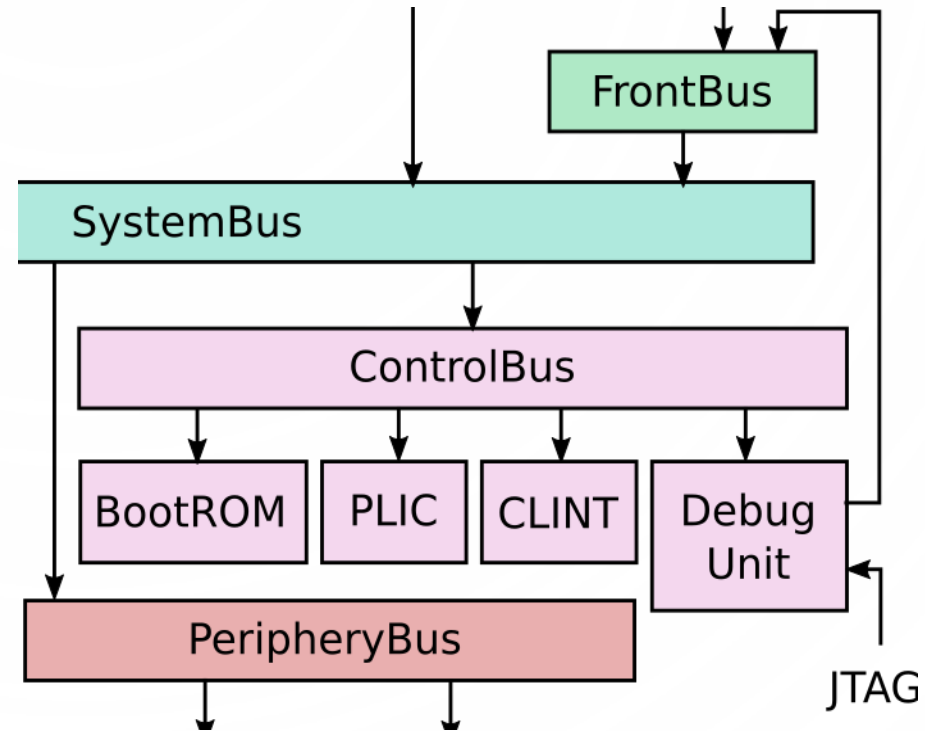 FrontBus
SystemBus
ControlBus
BootROM
PLIC
CLINT
Debug
Unit
PeripheryBus
JTAG